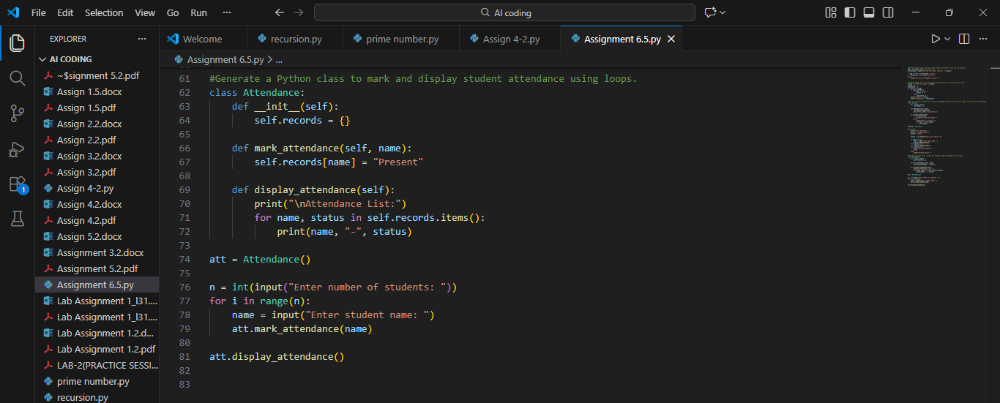 File Edit Selection View Go Run ···
AI coding
EXPLORER ···
AI CODING
~$signment 5.2.pdf
Assign 1.5.docx
Assign 1.5.pdf
Assign 2.2.docx
Assign 2.2.pdf
Assign 3.2.docx
Assign 3.2.pdf
Assign 4-2.py
Assign 4.2.docx
Assign 4.2.pdf
Assign 5.2.docx
Assignment 3.2.docx
Assignment 5.2.pdf
Assignment 6.5.py
Lab Assignment 1_l31....
Lab Assignment 1_l31....
Lab Assignment 1.2.d...
Lab Assignment 1.2.pdf
LAB-2(PRACTICE SESSI...
prime number.py
recursion.py
1
Welcome recursion.py prime number.py Assign 4-2.py Assignment 6.5.py
Assignment 6.5.py > ...
61 #Generate a Python class to mark and display student attendance using loops.
62 class Attendance:
63     def __init__(self):
64         self.records = {}
65
66     def mark_attendance(self, name):
67         self.records[name] = "Present"
68
69     def display_attendance(self):
70         print("\nAttendance List:")
71         for name, status in self.records.items():
72             print(name, "-", status)
73
74 att = Attendance()
75
76 n = int(input("Enter number of students: "))
77 for i in range(n):
78     name = input("Enter student name: ")
79     att.mark_attendance(name)
80
81 att.display_attendance()
82
83